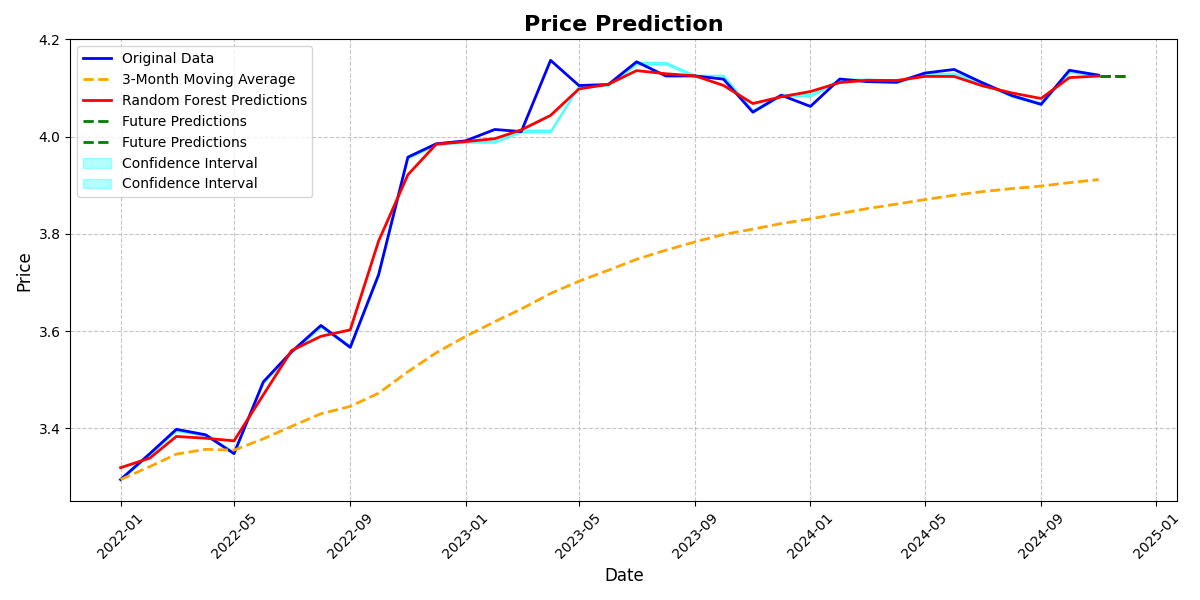 Price Prediction
Original Data
3-Month Moving Average
Random Forest Predictions
Future Predictions
Future Predictions
Confidence Interval
Confidence Interval
4.2
4.0
3.8
3.6
3.4
Price
2022-01
2022-05
2022-09
2023-01
2023-05
2023-09
2024-01
2024-05
2024-09
2025-01
Date